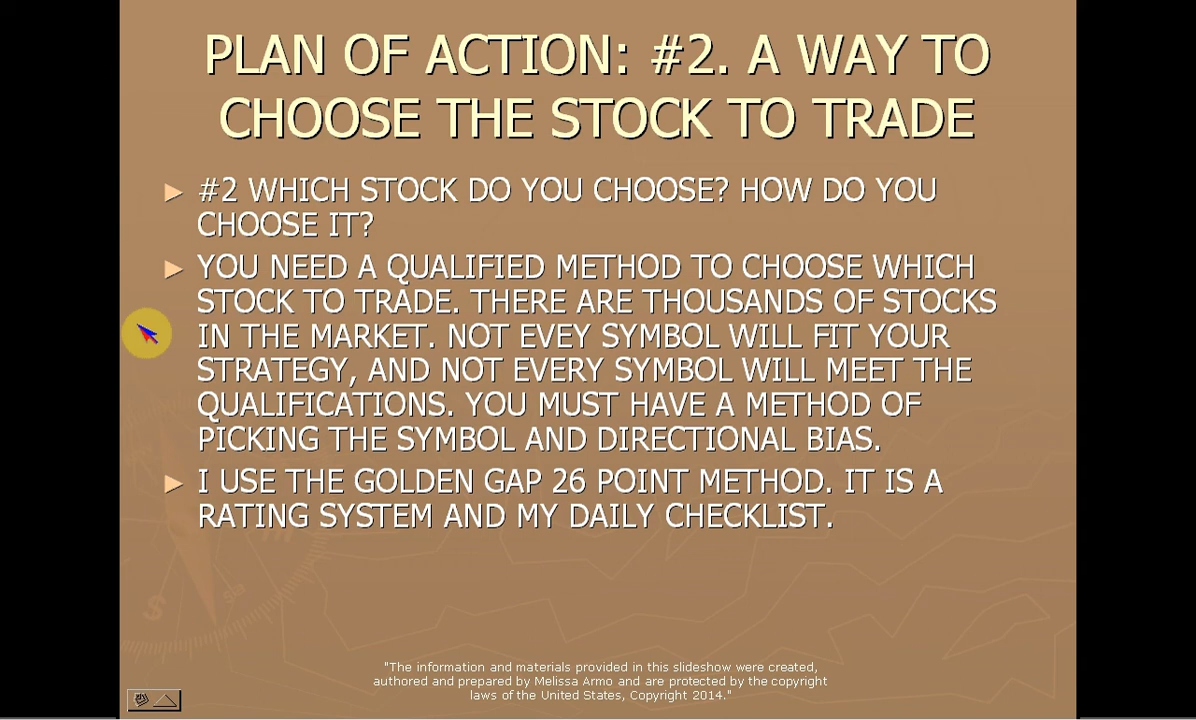 PLAN OF ACTION: #2. A WAY TO
CHOOSE THE STOCK TO TRADE
► #2 WHICH STOCK DO YOU CHOOSE? HOW DO YOU
CHOOSE IT?
► YOU NEED A QUALIFIED METHOD TO CHOOSE WHICH
STOCK TO TRADE. THERE ARE THOUSANDS OF STOCKS
IN THE MARKET. NOT EVEY SYMBOL WILL FIT YOUR
STRATEGY, AND NOT EVERY SYMBOL WILL MEET THE
QUALIFICATIONS. YOU MUST HAVE A METHOD OF
PICKING THE SYMBOL AND DIRECTIONAL BIAS.
► I USE THE GOLDEN GAP 26 POINT METHOD. IT IS A
RATING SYSTEM AND MY DAILY CHECKLIST.
"The information and materials provided in this slideshow were created,
authored and prepared by Melissa Armo and are protected by the copyright
laws of the United States, Copyright 2014."